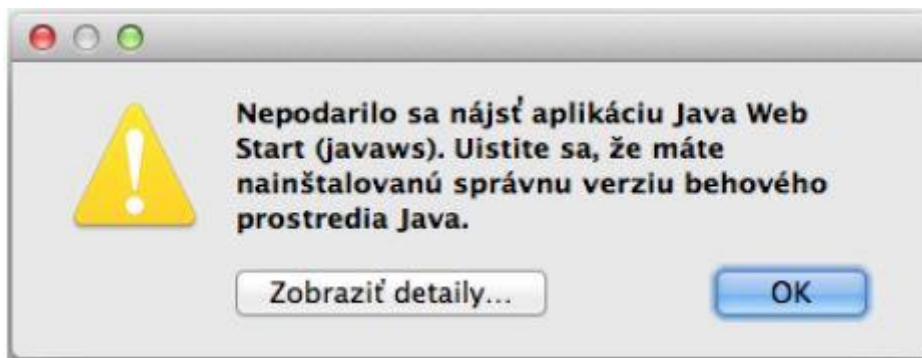 Nepodarilo sa nájsť aplikáciu Java Web
Start (javaws). Uistite sa, že máte
nainštalovanú správnu verziu behového
prostredia Java.
Zobraziť detaily... OK